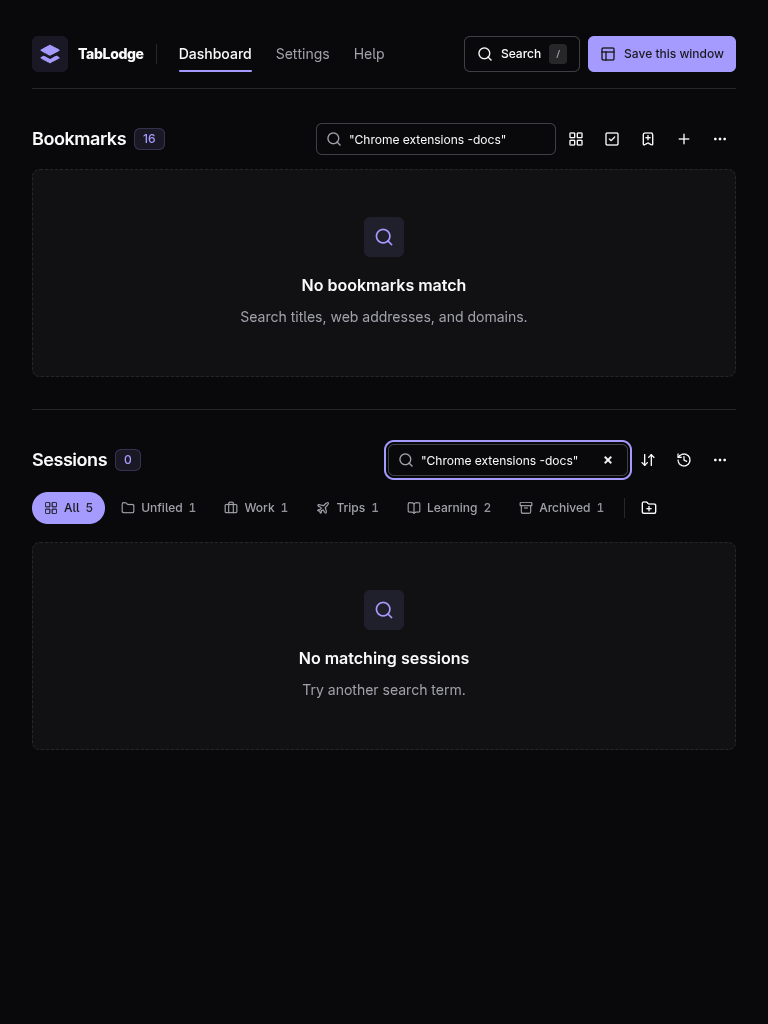 TabLodge
Dashboard Settings Help
Search /
Save this window
Bookmarks 16
"Chrome extensions -docs"
No bookmarks match
Search titles, web addresses, and domains.
Sessions 0
"Chrome extensions -docs"
All 5 Unfiled 1 Work 1 Trips 1 Learning 2 Archived 1
No matching sessions
Try another search term.